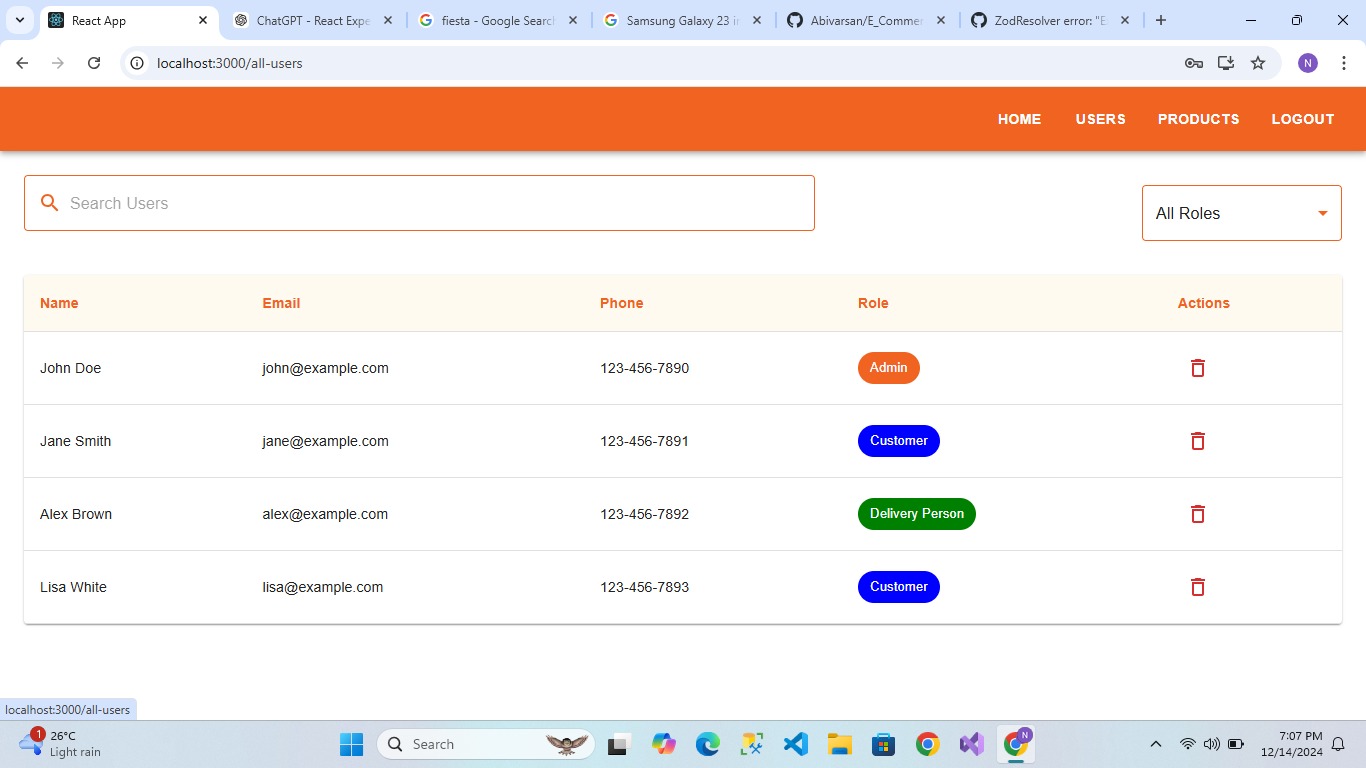 React App
ChatGPT - React Expe
fiesta - Google Search
Samsung Galaxy 23 in
Abivarsan/E_Commer
ZodResolver error: "E
localhost:3000/all-users
N
HOME USERS PRODUCTS LOGOUT
Search Users
All Roles
Name Email Phone Role Actions
John Doe john@example.com 123-456-7890 Admin
Jane Smith jane@example.com 123-456-7891 Customer
Alex Brown alex@example.com 123-456-7892 Delivery Person
Lisa White lisa@example.com 123-456-7893 Customer
localhost:3000/all-users
1
26°C
Light rain
Search
N
7:07 PM
12/14/2024